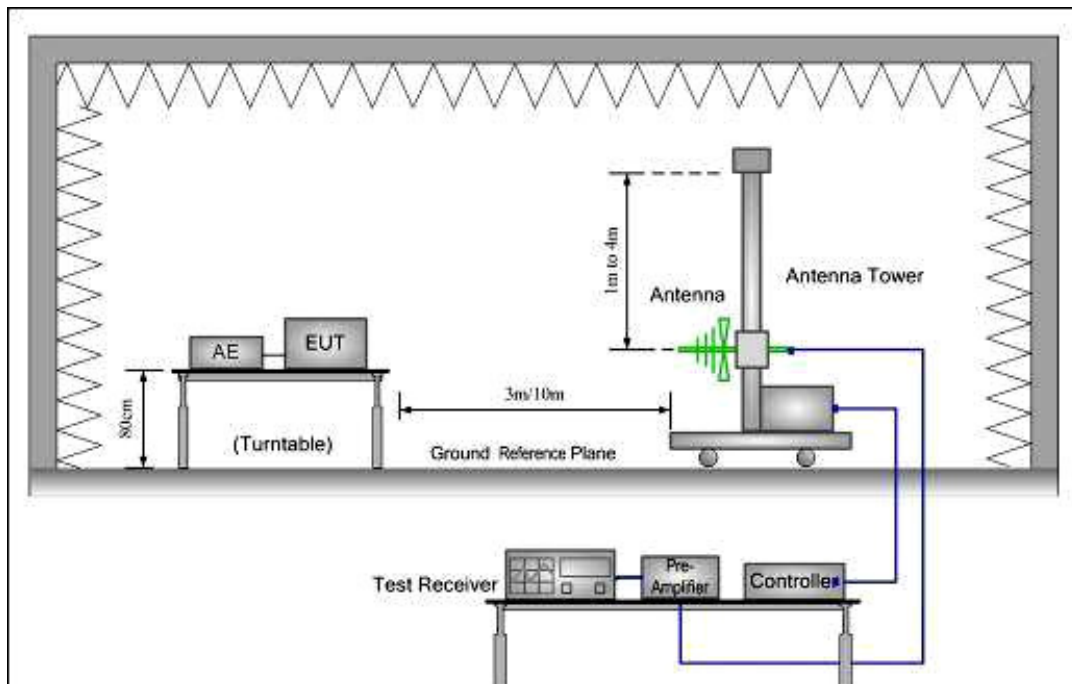 1m to 4m
Antenna Tower
Antenna
AE
EUT
80cm
3m/10m
(Turntable)
Ground Reference Plane
Test Receiver
Pre-
Amplifier
Controlle